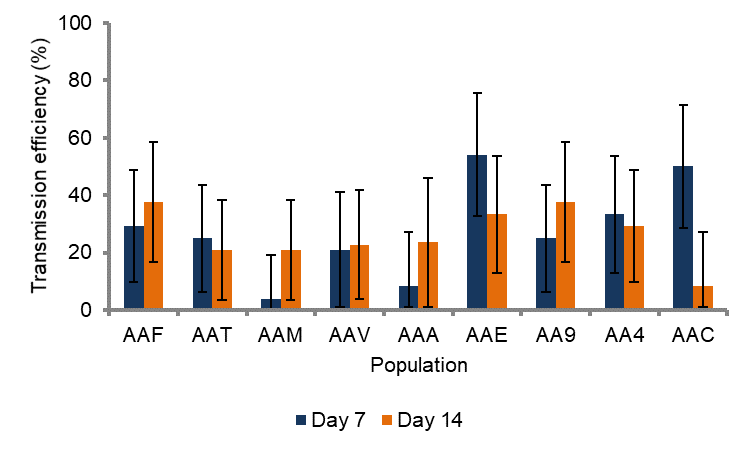 Transmission efficiency (%)
100
80
60
40
20
0
AAF AAT AAM AAV AAA AAE AA9 AA4 AAC
Population
Day 7 Day 14